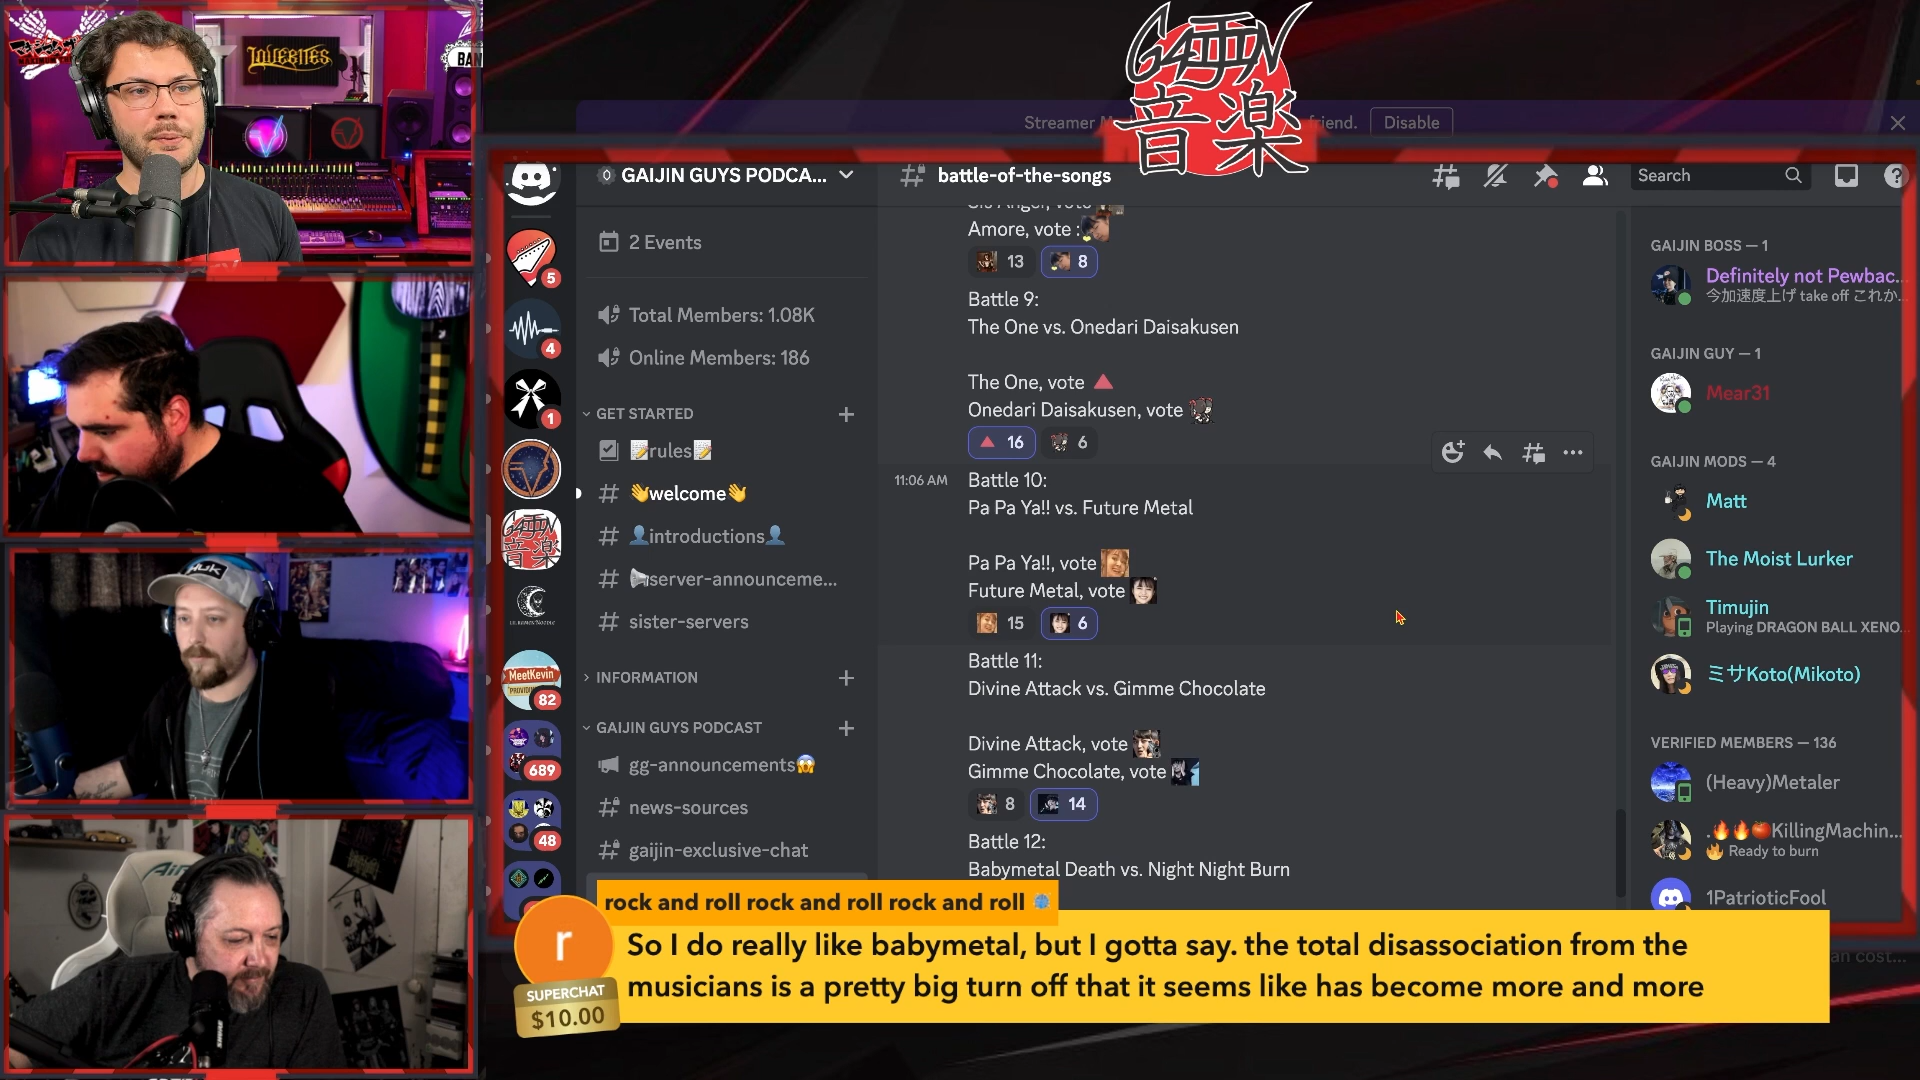 LOVEBITES
BAN
HUK
GAIJIN
音楽
Streamer
riend.
Disable
GAIJIN GUYS PODCA...
# battle-of-the-songs
Search
2 Events
Total Members: 1.08K
Online Members: 186
GET STARTED
📝rules📝
👋welcome👋
👤introductions👤
server-announceme...
sister-servers
INFORMATION
GAIJIN GUYS PODCAST
gg-announcements😱
news-sources
gaijin-exclusive-chat
5
4
1
MeetKevin
82
689
48
Amore, vote :
13 8
Battle 9:
The One vs. Onedari Daisakusen
The One, vote 🔺
Onedari Daisakusen, vote
🔺 16 6
11:06 AM
Battle 10:
Pa Pa Ya!! vs. Future Metal
Pa Pa Ya!!, vote
Future Metal, vote
15 6
Battle 11:
Divine Attack vs. Gimme Chocolate
Divine Attack, vote
Gimme Chocolate, vote
8 14
Battle 12:
Babymetal Death vs. Night Night Burn
GAIJIN BOSS — 1
Definitely not Pewbac...
今加速度上げ take off これか...
GAIJIN GUY — 1
Mear31
GAIJIN MODS — 4
Matt
The Moist Lurker
Timujin
Playing DRAGON BALL XENO...
ミサKoto(Mikoto)
VERIFIED MEMBERS — 136
(Heavy)Metaler
.🔥🔥🍅KillingMachin...
🔥 Ready to burn
1PatrioticFool
rock and roll rock and roll rock and roll
r
SUPERCHAT
$10.00
So I do really like babymetal, but I gotta say. the total disassociation from the
musicians is a pretty big turn off that it seems like has become more and more